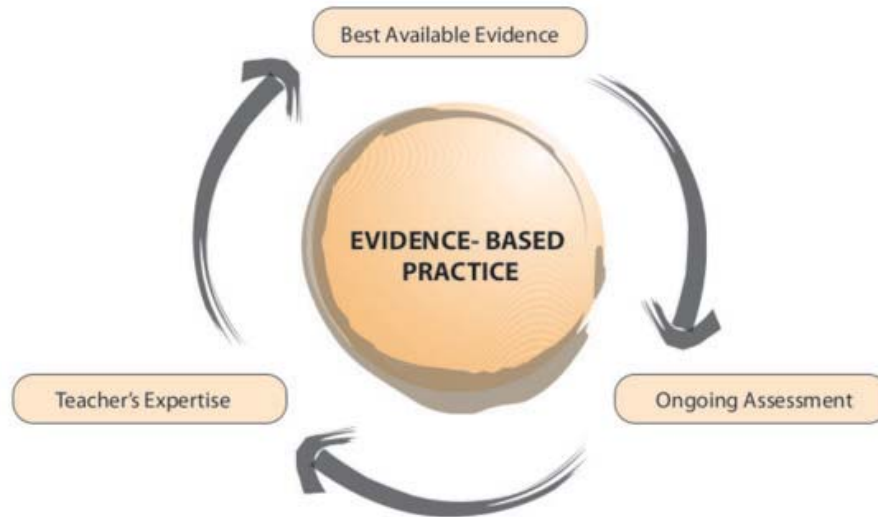 Best Available Evidence
EVIDENCE- BASED
PRACTICE
Teacher's Expertise
Ongoing Assessment